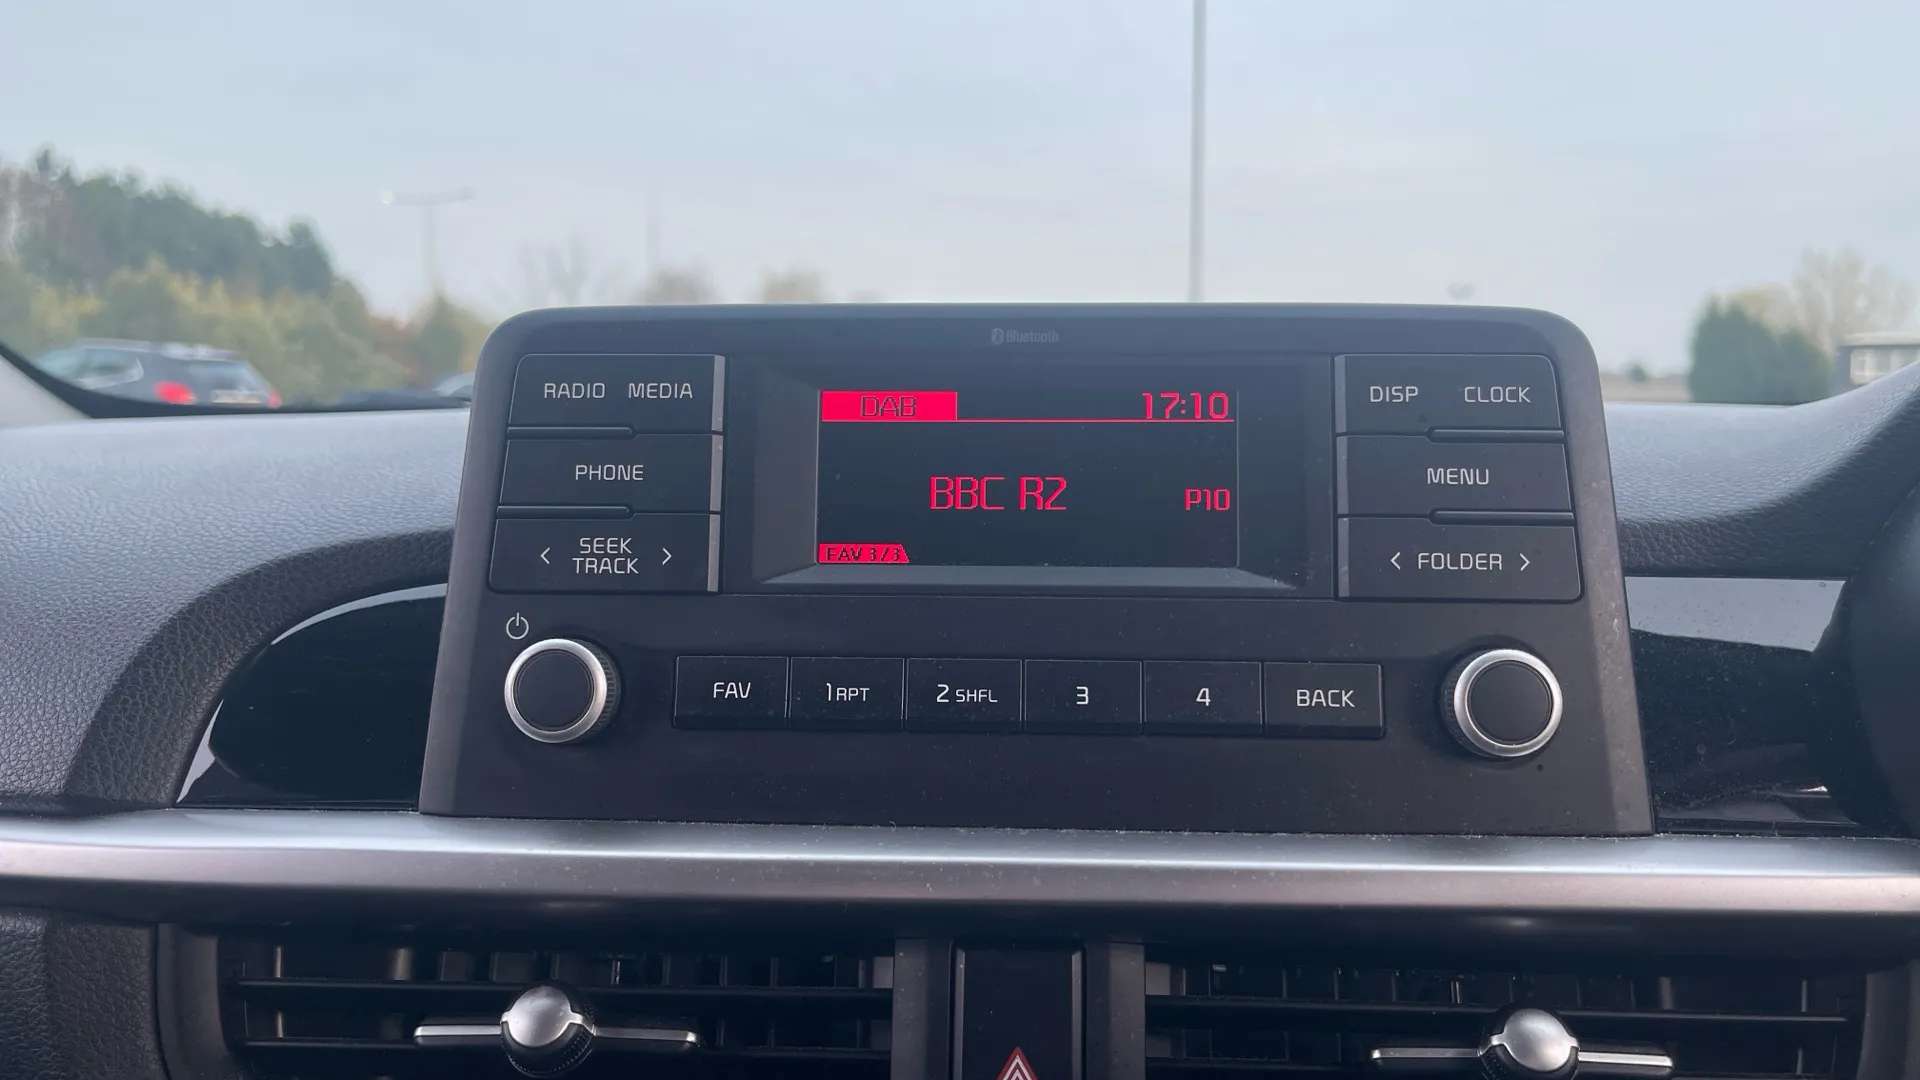 Bluetooth
RADIO MEDIA
DAB 17:10
DISP CLOCK
PHONE
BBC R2 P10
MENU
< SEEK TRACK >
FAV 3/3
< FOLDER >
FAV 1 RPT 2 SHFL 3 4 BACK